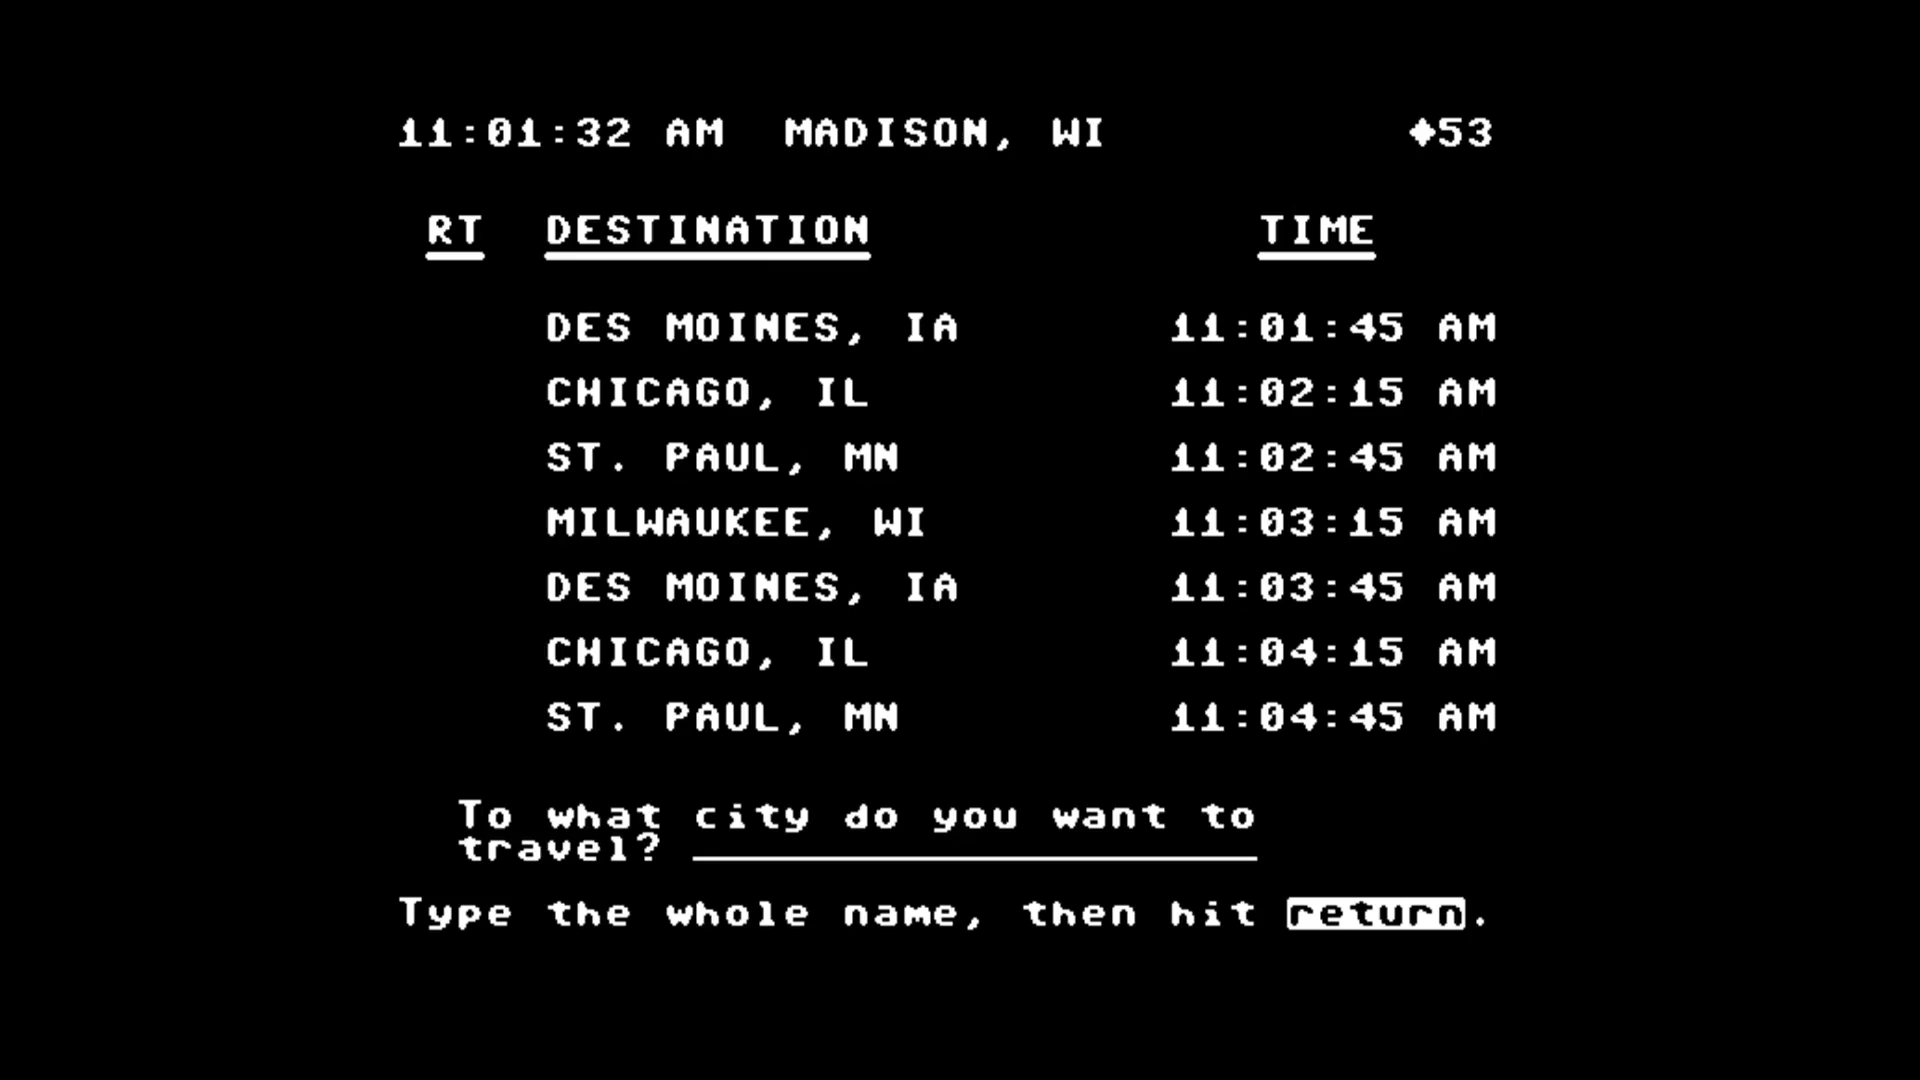 11:01:32 AM MADISON, WI ♦53
RT DESTINATION TIME
DES MOINES, IA 11:01:45 AM
CHICAGO, IL 11:02:15 AM
ST. PAUL, MN 11:02:45 AM
MILWAUKEE, WI 11:03:15 AM
DES MOINES, IA 11:03:45 AM
CHICAGO, IL 11:04:15 AM
ST. PAUL, MN 11:04:45 AM
To what city do you want to
travel?
Type the whole name, then hit return.